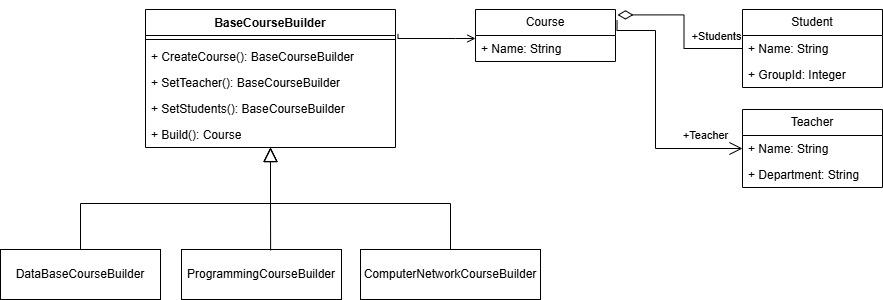 BaseCourseBuilder
+ CreateCourse(): BaseCourseBuilder
+ SetTeacher(): BaseCourseBuilder
+ SetStudents(): BaseCourseBuilder
+ Build(): Course
Course
+ Name: String
+Students
Student
+ Name: String
+ GroupId: Integer
+Teacher
Teacher
+ Name: String
+ Department: String
DataBaseCourseBuilder
ProgrammingCourseBuilder
ComputerNetworkCourseBuilder